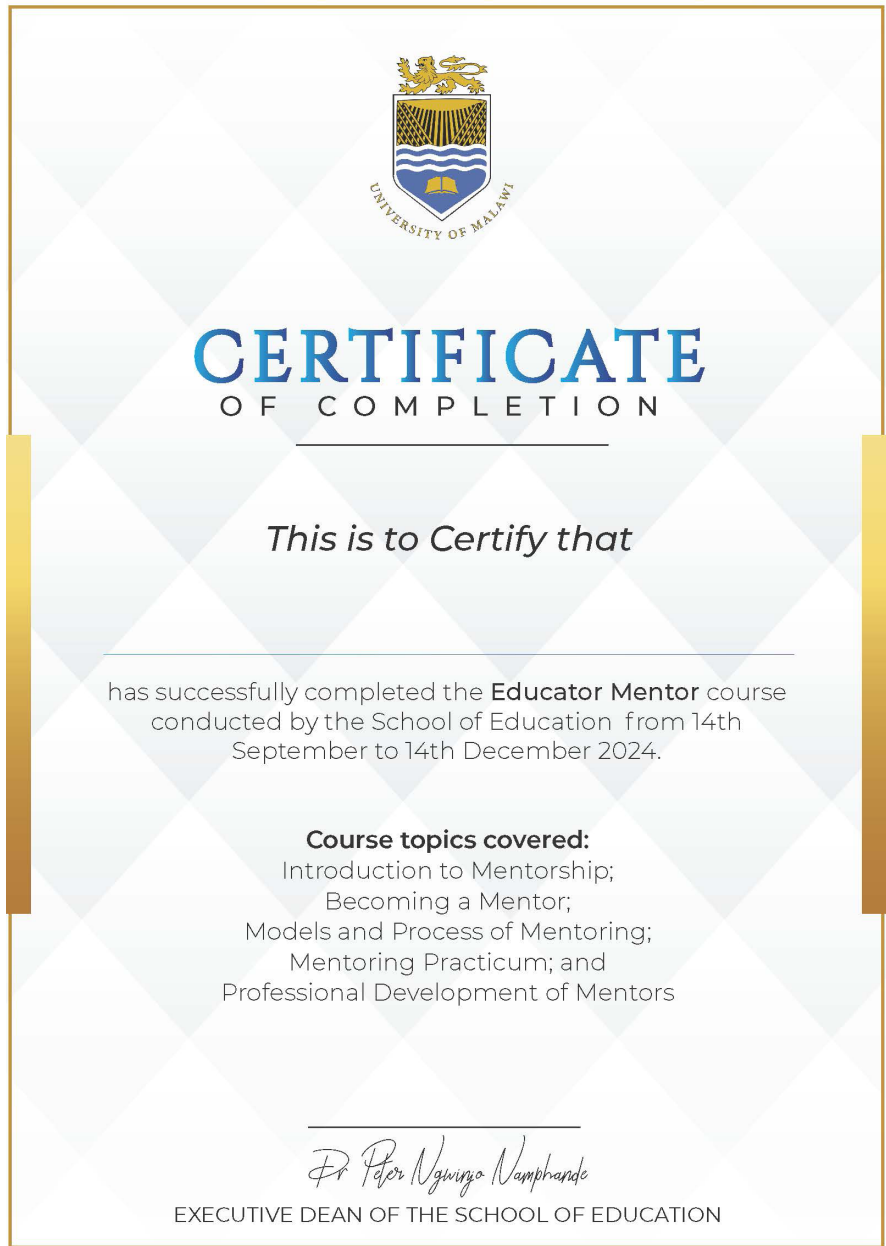 UNIVERSITY OF MALAWI
CERTIFICATE
OF COMPLETION
This is to Certify that
has successfully completed the Educator Mentor course
conducted by the School of Education from 14th
September to 14th December 2024.
Course topics covered:
Introduction to Mentorship;
Becoming a Mentor;
Models and Process of Mentoring;
Mentoring Practicum; and
Professional Development of Mentors
Dr Peter Ngwinjo Namphande
EXECUTIVE DEAN OF THE SCHOOL OF EDUCATION